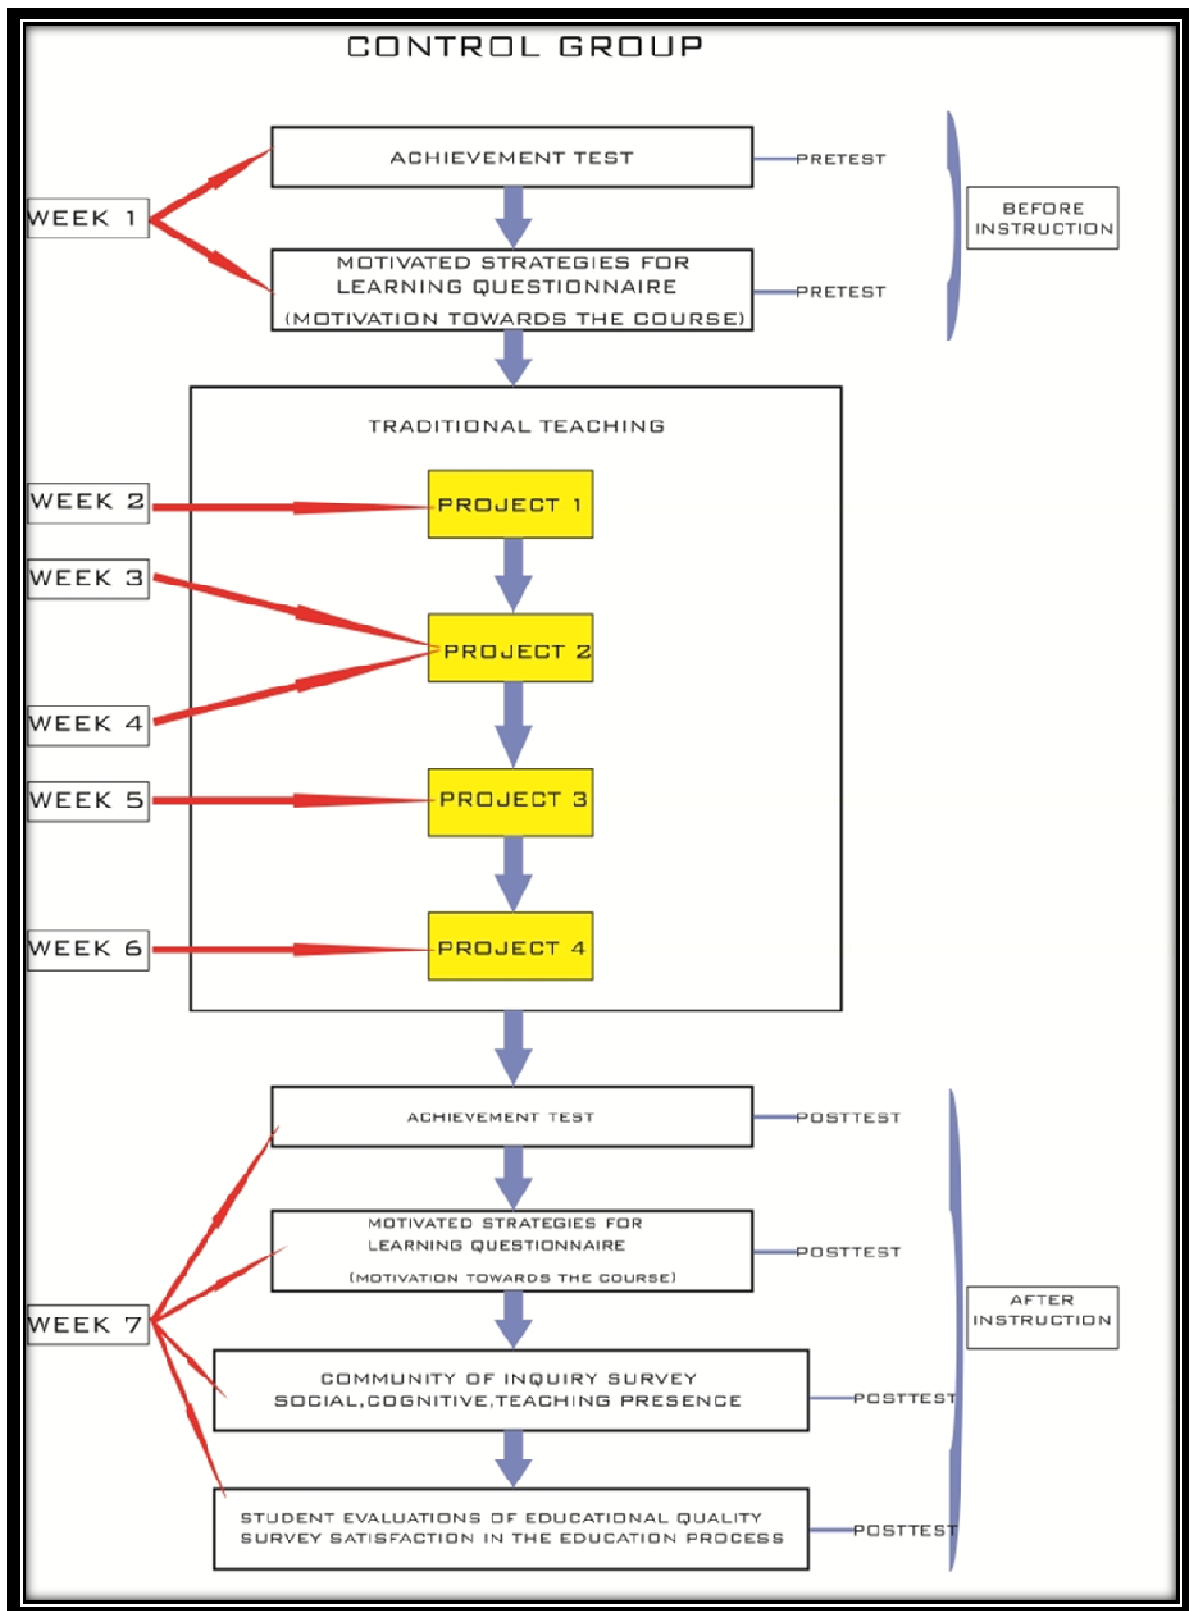 CONTROL GROUP
ACHIEVEMENT TEST
PRETEST
WEEK 1
BEFORE
INSTRUCTION
MOTIVATED STRATEGIES FOR
LEARNING QUESTIONNAIRE
(MOTIVATION TOWARDS THE COURSE)
PRETEST
TRADITIONAL TEACHING
WEEK 2
PROJECT 1
WEEK 3
PROJECT 2
WEEK 4
WEEK 5
PROJECT 3
WEEK 6
PROJECT 4
ACHIEVEMENT TEST
POSTTEST
MOTIVATED STRATEGIES FOR
LEARNING QUESTIONNAIRE
(MOTIVATION TOWARDS THE COURSE)
POSTTEST
WEEK 7
AFTER
INSTRUCTION
COMMUNITY OF INQUIRY SURVEY
SOCIAL,COGNITIVE,TEACHING PRESENCE
POSTTEST
STUDENT EVALUATIONS OF EDUCATIONAL QUALITY
SURVEY SATISFACTION IN THE EDUCATION PROCESS
POSTTEST